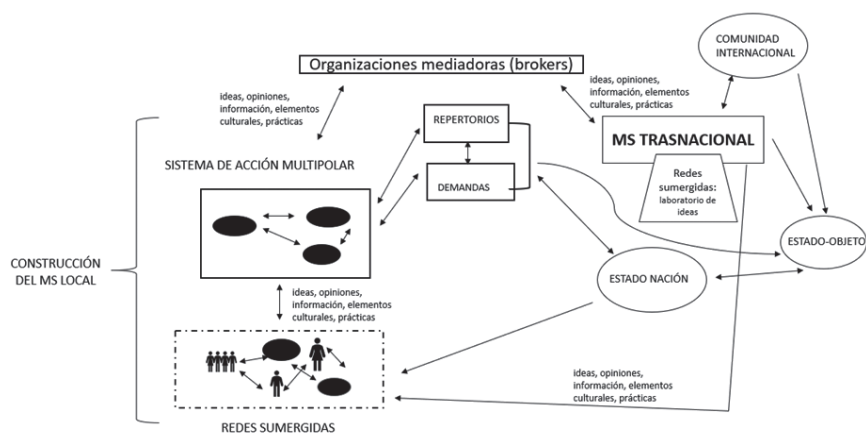 COMUNIDAD
INTERNACIONAL
Organizaciones mediadoras (brokers)
ideas, opiniones,
información, elementos
culturales, prácticas
ideas, opiniones,
información, elementos
culturales, prácticas
REPERTORIOS
MS TRASNACIONAL
SISTEMA DE ACCIÓN MULTIPOLAR
DEMANDAS
Redes
sumergidas:
laboratorio de
ideas
ESTADO-OBJETO
CONSTRUCCIÓN
DEL MS LOCAL
ESTADO NACIÓN
ideas, opiniones,
información, elementos
culturales, prácticas
ideas, opiniones,
información, elementos
culturales, prácticas
REDES SUMERGIDAS